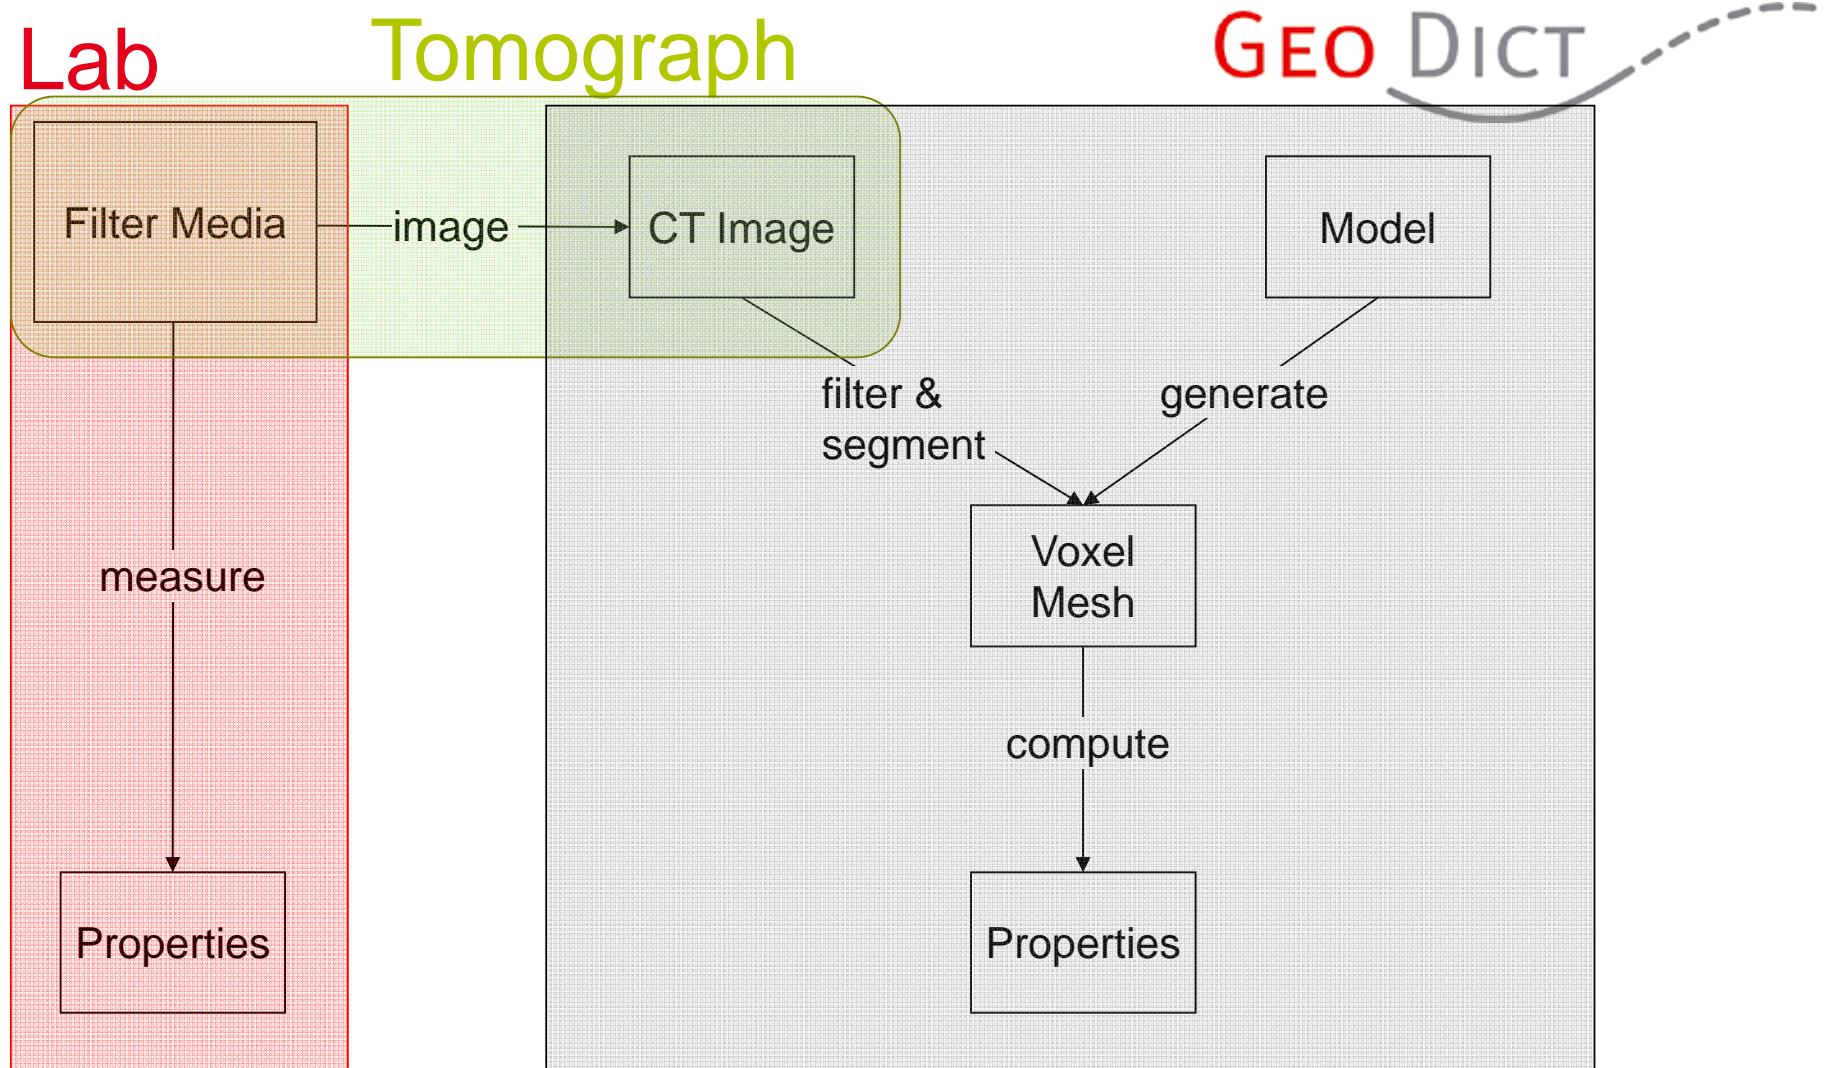 Lab
Tomograph
GEO DICT
Filter Media
image
CT Image
Model
filter &
segment
generate
Voxel
Mesh
measure
compute
Properties
Properties